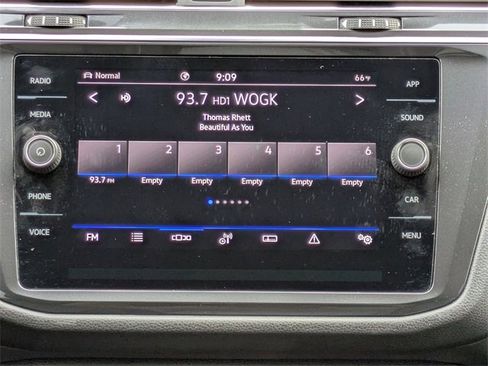 RADIO
MEDIA
PHONE
VOICE
Normal
9:09
66°F
93.7 HD1 WOGK
Thomas Rhett
Beautiful As You
1 2 3 4 5 6
93.7 FM Empty Empty Empty Empty Empty
FM
APP
SOUND
CAR
MENU